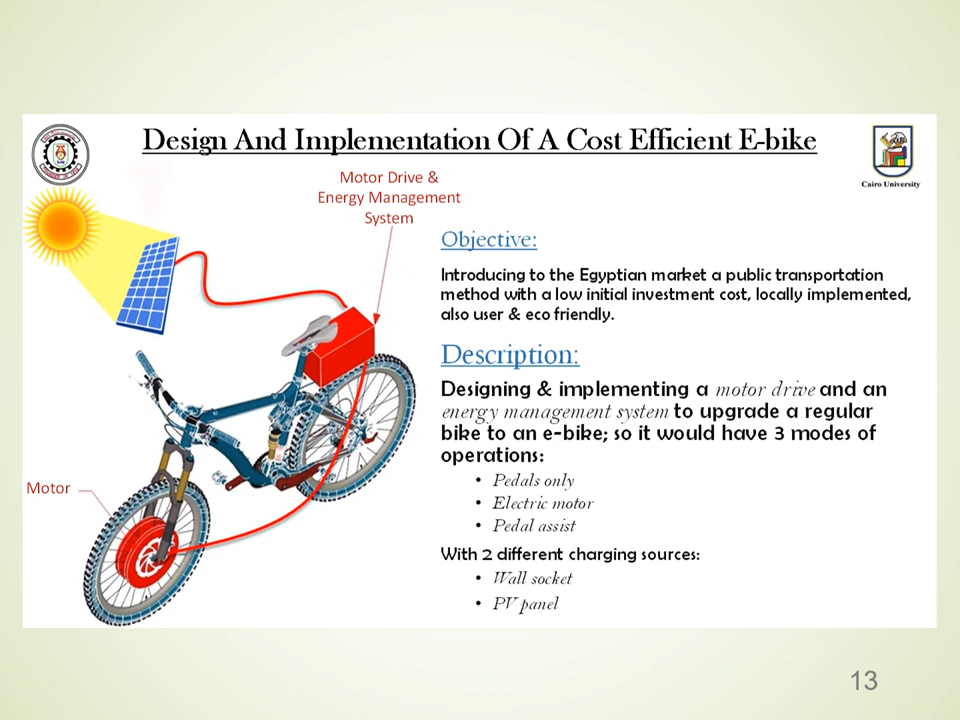 Design And Implementation Of A Cost Efficient E-bike
Cairo University
Motor Drive &
Energy Management
System
Motor
Objective:
Introducing to the Egyptian market a public transportation
method with a low initial investment cost, locally implemented,
also user & eco friendly.
Description:
Designing & implementing a motor drive and an
energy management system to upgrade a regular
bike to an e-bike; so it would have 3 modes of
operations:
• Pedals only
• Electric motor
• Pedal assist
With 2 different charging sources:
• Wall socket
• PV panel
13